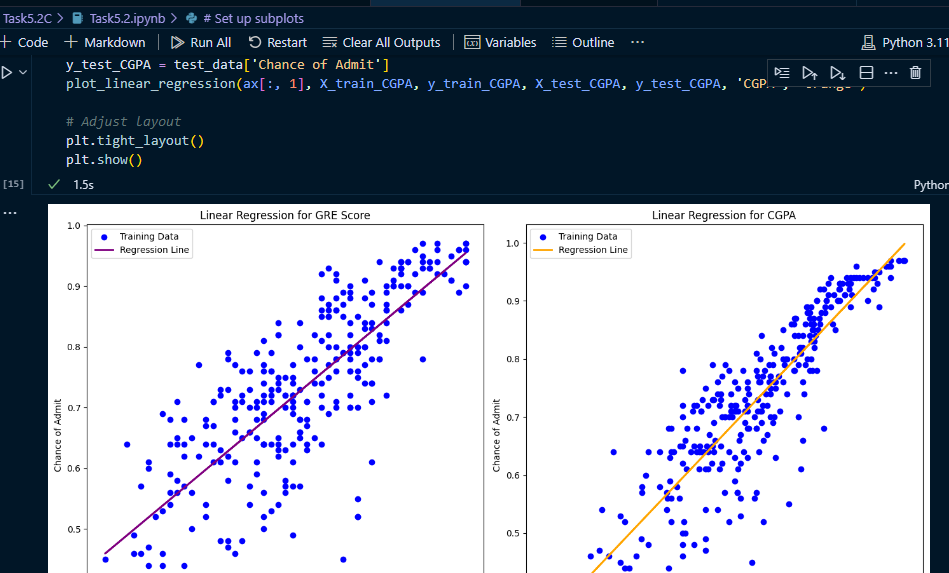 Task5.2C > Task5.2.ipynb > # Set up subplots
+ Code + Markdown Run All Restart Clear All Outputs Variables Outline ... Python 3.11
y_test_CGPA = test_data['Chance of Admit']
plot_linear_regression(ax[:, 1], X_train_CGPA, y_train_CGPA, X_test_CGPA, y_test_CGPA, 'CGP
# Adjust layout
plt.tight_layout()
plt.show()
[15] 1.5s Python
Linear Regression for GRE Score
Training Data
Regression Line
1.0
0.9
0.8
0.7
0.6
0.5
Chance of Admit
Linear Regression for CGPA
Training Data
Regression Line
1.0
0.9
0.8
0.7
0.6
0.5
Chance of Admit